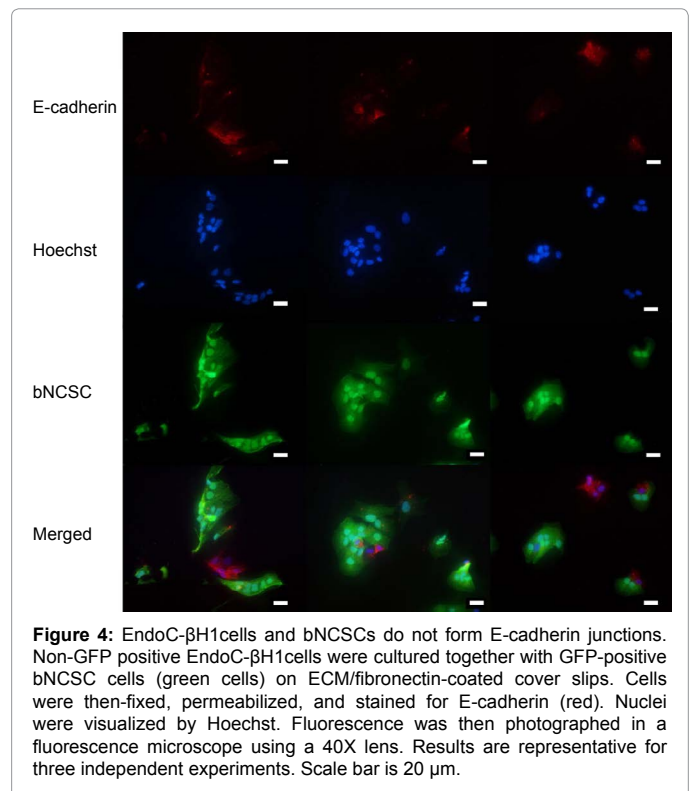 E-cadherin
Hoechst
bNCSC
Merged
Figure 4: EndoC-βH1cells and bNCSCs do not form E-cadherin junctions.
Non-GFP positive EndoC-βH1cells were cultured together with GFP-positive
bNCSC cells (green cells) on ECM/fibronectin-coated cover slips. Cells
were then-fixed, permeabilized, and stained for E-cadherin (red). Nuclei
were visualized by Hoechst. Fluorescence was then photographed in a
fluorescence microscope using a 40X lens. Results are representative for
three independent experiments. Scale bar is 20 μm.